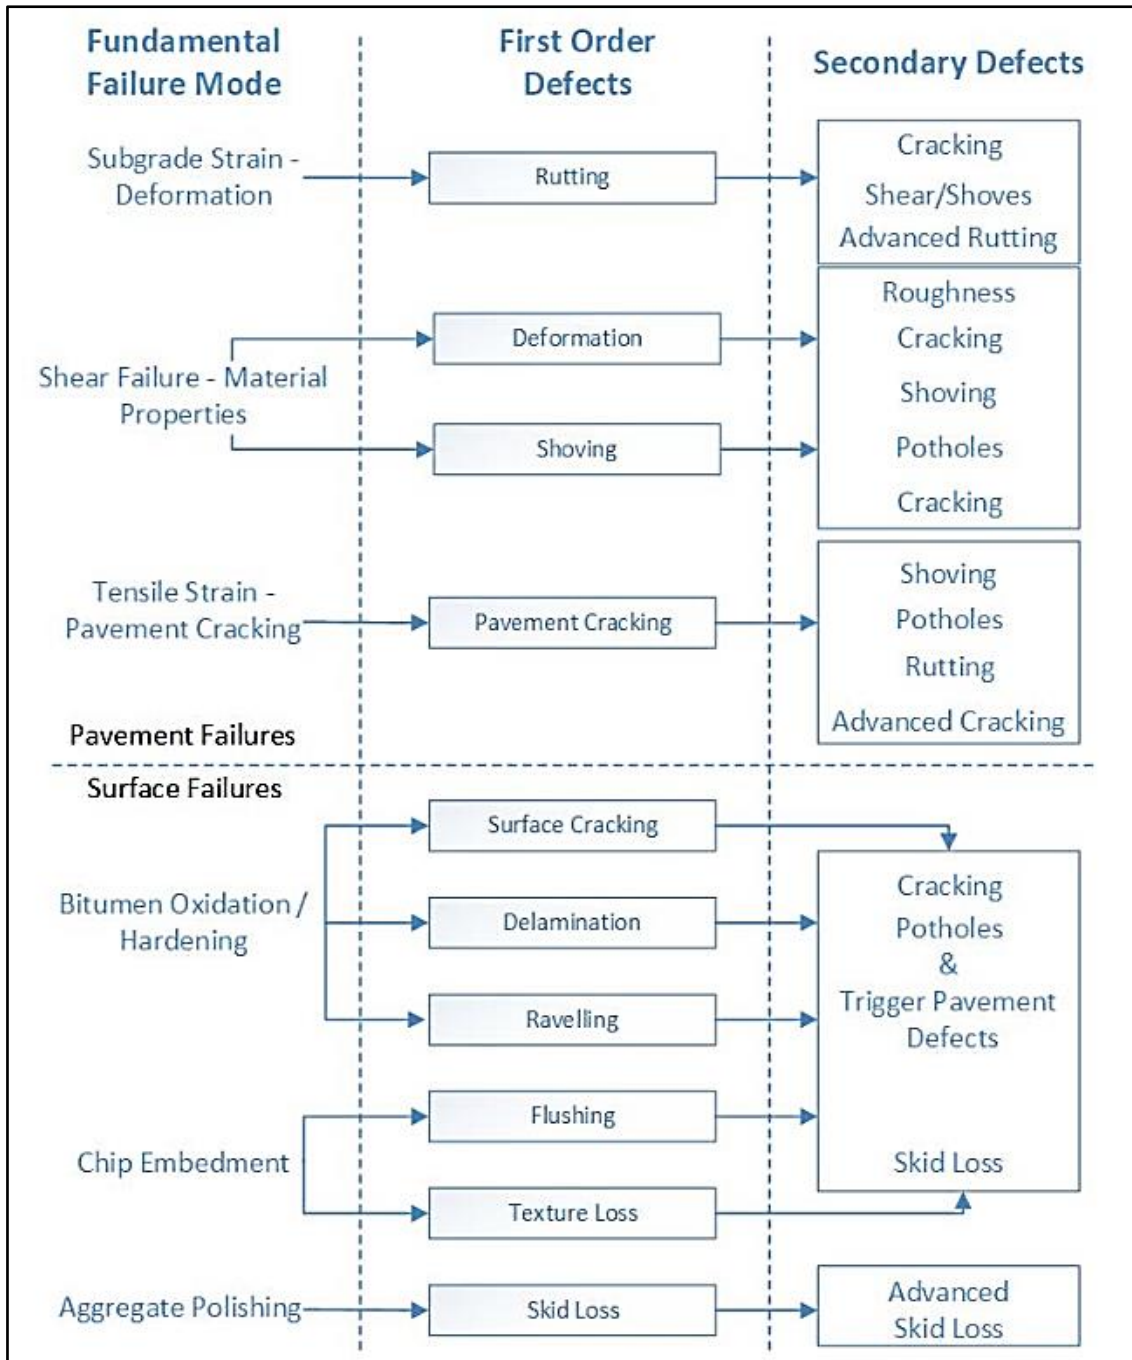 Fundamental
Failure Mode
First Order
Defects
Secondary Defects
Subgrade Strain -
Deformation
Rutting
Cracking
Shear/Shoves
Advanced Rutting
Shear Failure - Material
Properties
Deformation
Shoving
Roughness
Cracking
Shoving
Potholes
Cracking
Tensile Strain -
Pavement Cracking
Pavement Cracking
Shoving
Potholes
Rutting
Advanced Cracking
Pavement Failures
Surface Failures
Bitumen Oxidation /
Hardening
Surface Cracking
Delamination
Ravelling
Cracking
Potholes
&
Trigger Pavement
Defects
Chip Embedment
Flushing
Texture Loss
Skid Loss
Aggregate Polishing
Skid Loss
Advanced
Skid Loss